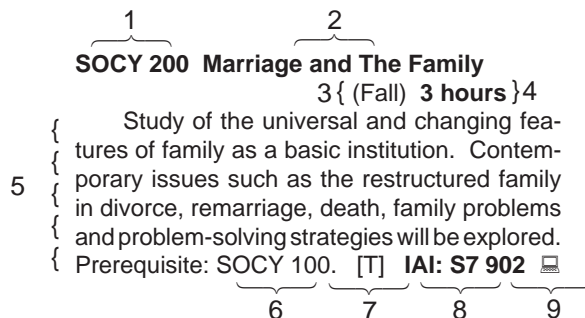 1 2
SOCY 200 Marriage and The Family
3 { (Fall) 3 hours } 4
{ Study of the universal and changing fea-
{ tures of family as a basic institution. Contem-
5 { porary issues such as the restructured family
{ in divorce, remarriage, death, family problems
{ and problem-solving strategies will be explored.
{ Prerequisite: SOCY 100. [T] IAI: S7 902 💻
6 7 8 9